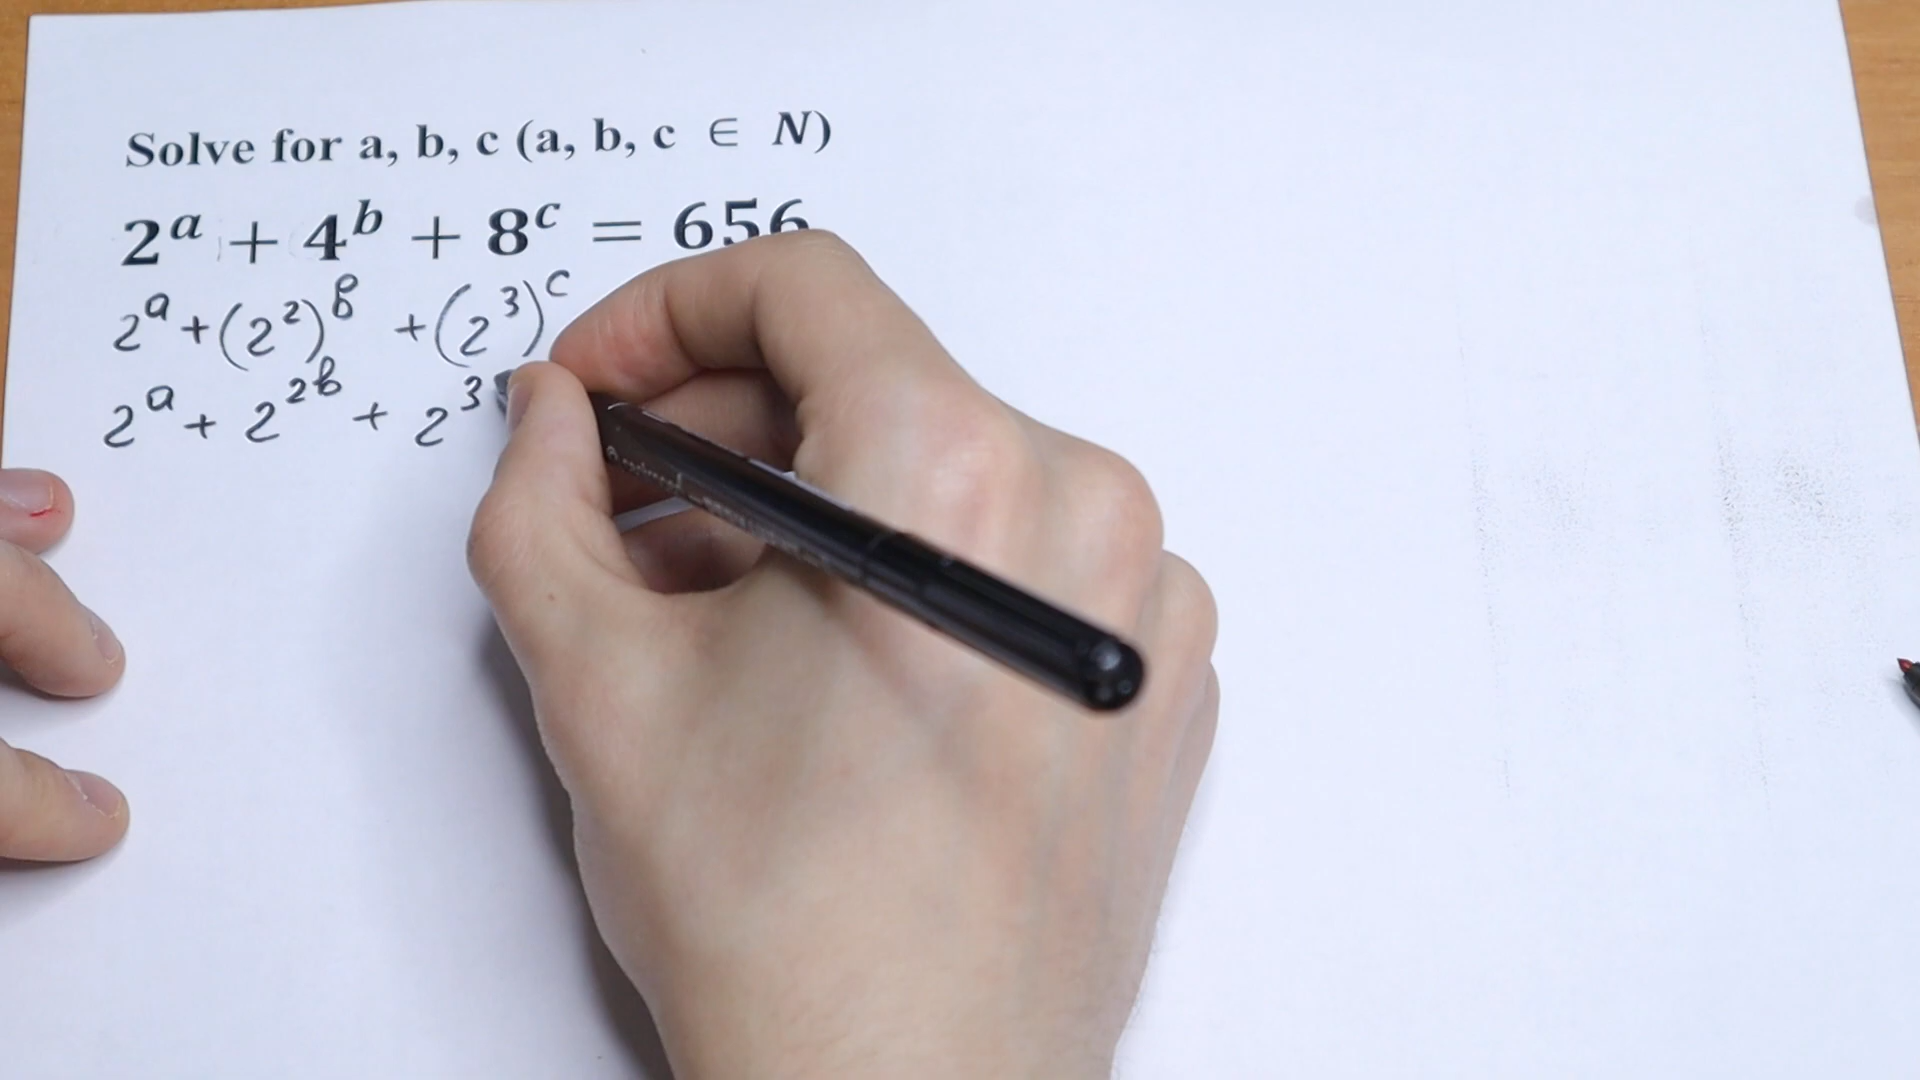 Solve for a, b, c (a, b, c ∈ N)
2^a + 4^b + 8^c = 656
2^a + (2^2)^b + (2^3)^c
2^a + 2^2b + 2^3